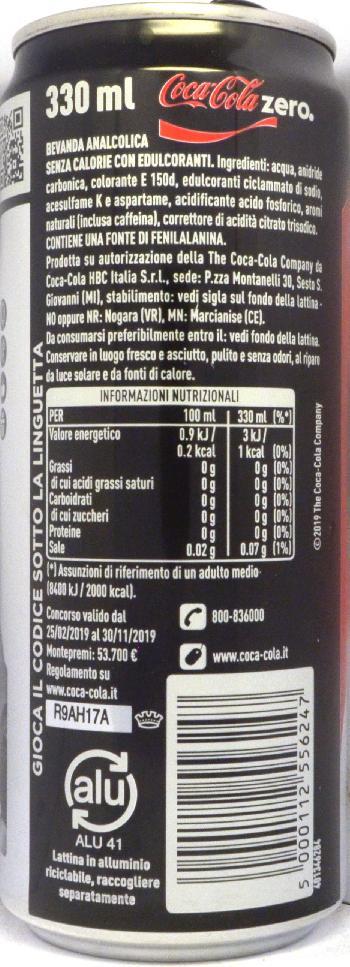 330 ml Coca-Cola zero.
BEVANDA ANALCOLICA
SENZA CALORIE CON EDULCORANTI. Ingredienti: acqua, anidride
carbonica, colorante E 150d, edulcoranti ciclammato di sodio,
acesulfame K e aspartame, acidificante acido fosforico, aromi
naturali (inclusa caffeina), correttore di acidità citrato trisodico.
CONTIENE UNA FONTE DI FENILALANINA.
Prodotta su autorizzazione della The Coca-Cola Company da
Coca-Cola HBC Italia S.r.l., sede: P.zza Montanelli 30, Sesto S.
Giovanni (MI), stabilimento: vedi sigla sul fondo della lattina -
NO oppure NR: Nogara (VR), MN: Marcianise (CE).
Da consumarsi preferibilmente entro il: vedi fondo della lattina.
Conservare in luogo fresco e asciutto, pulito e senza odori, al riparo
da luce solare e da fonti di calore.
INFORMAZIONI NUTRIZIONALI
PER 100 ml 330 ml (%*)
Valore energetico 0.9 kJ/ 3 kJ/
0.2 kcal 1 kcal (0%)
Grassi 0 g 0 g (0%)
di cui acidi grassi saturi 0 g 0 g (0%)
Carboidrati 0 g 0 g (0%)
di cui zuccheri 0 g 0 g (0%)
Proteine 0 g 0 g (0%)
Sale 0.02 g 0.07 g (1%)
(*) Assunzioni di riferimento di un adulto medio
(8400 kJ / 2000 kcal).
©2019 The Coca-Cola Company
GIOCA IL CODICE SOTTO LA LINGUETTA
Concorso valido dal
25/02/2019 al 30/11/2019
Montepremi: 53.700 €
Regolamento su
www.coca-cola.it
R9AH17A
800-836000
www.coca-cola.it
alu
ALU 41
Lattina in alluminio
riciclabile, raccogliere
separatamente
5 000112 556247